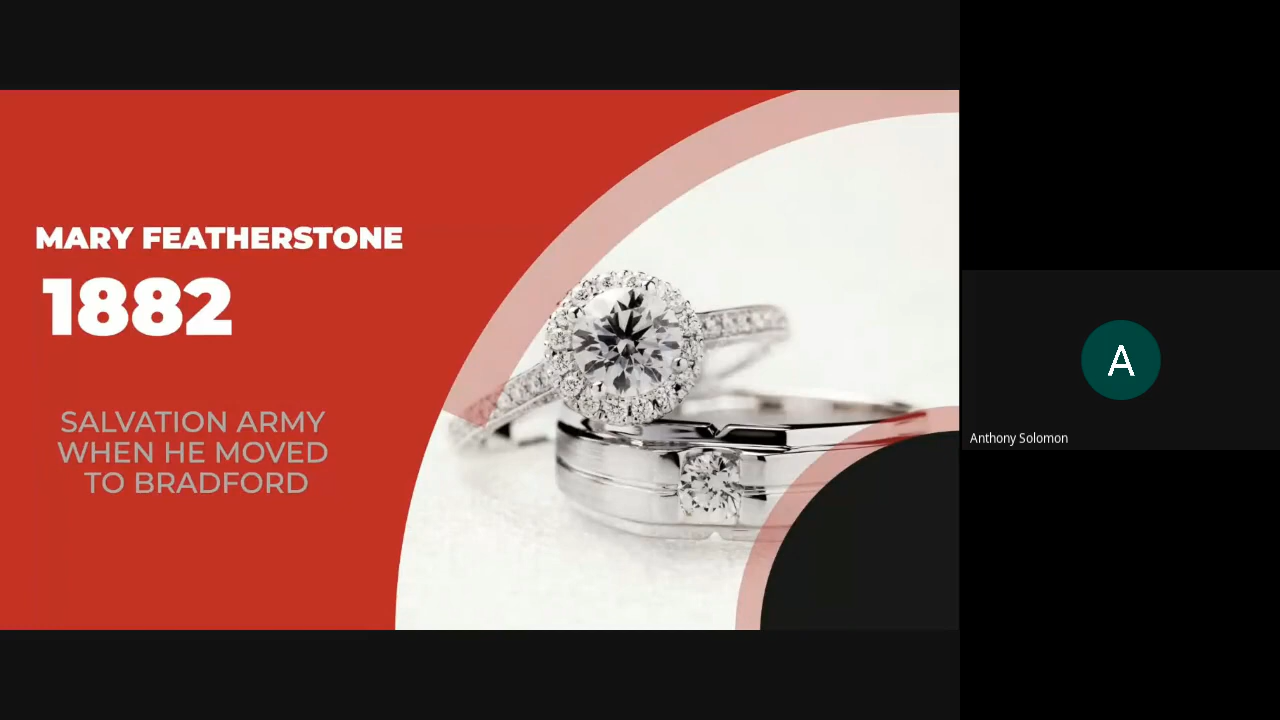 MARY FEATHERSTONE
1882
SALVATION ARMY
WHEN HE MOVED
TO BRADFORD
A
Anthony Solomon